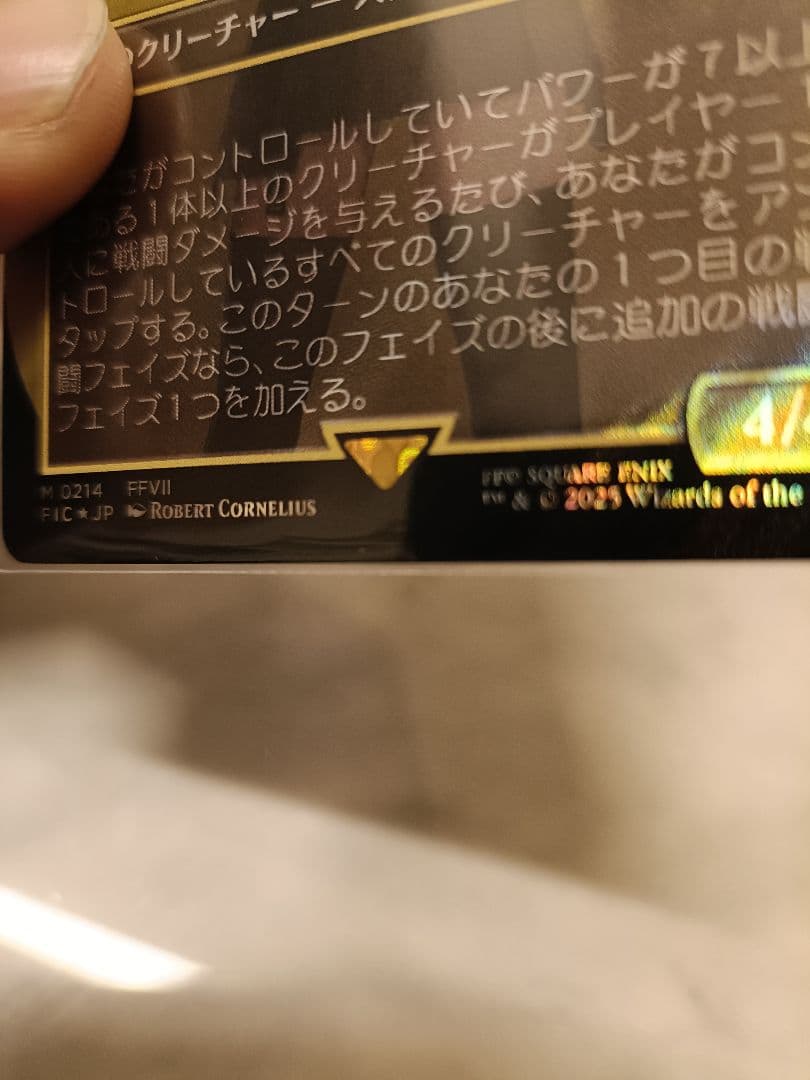 クリーチャー ―
がコントロールしていてパワーが7以上
ある1体以上のクリーチャーがプレイヤー1
人に戦闘ダメージを与えるたび、あなたがコン
トロールしているすべてのクリーチャーをア
タップする。このターンのあなたの1つ目の戦
闘フェイズなら、このフェイズの後に追加の戦闘
フェイズ1つを加える。
4/
M 0214 FFVII
FIC★JP ROBERT CORNELIUS
SQUARE ENIX
™ & © 2025 Wizards of the